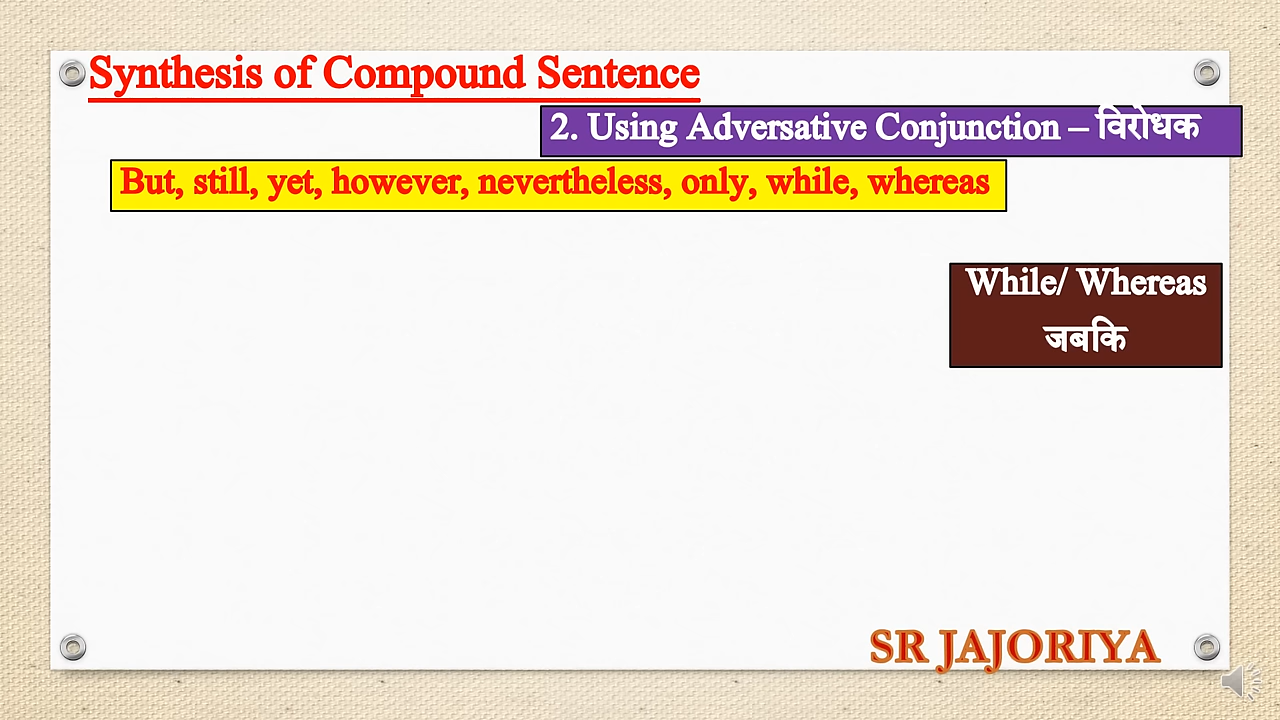 Synthesis of Compound Sentence
2. Using Adversative Conjunction – विरोधक
But, still, yet, however, nevertheless, only, while, whereas
While/ Whereas
जबकि
SR JAJORIYA